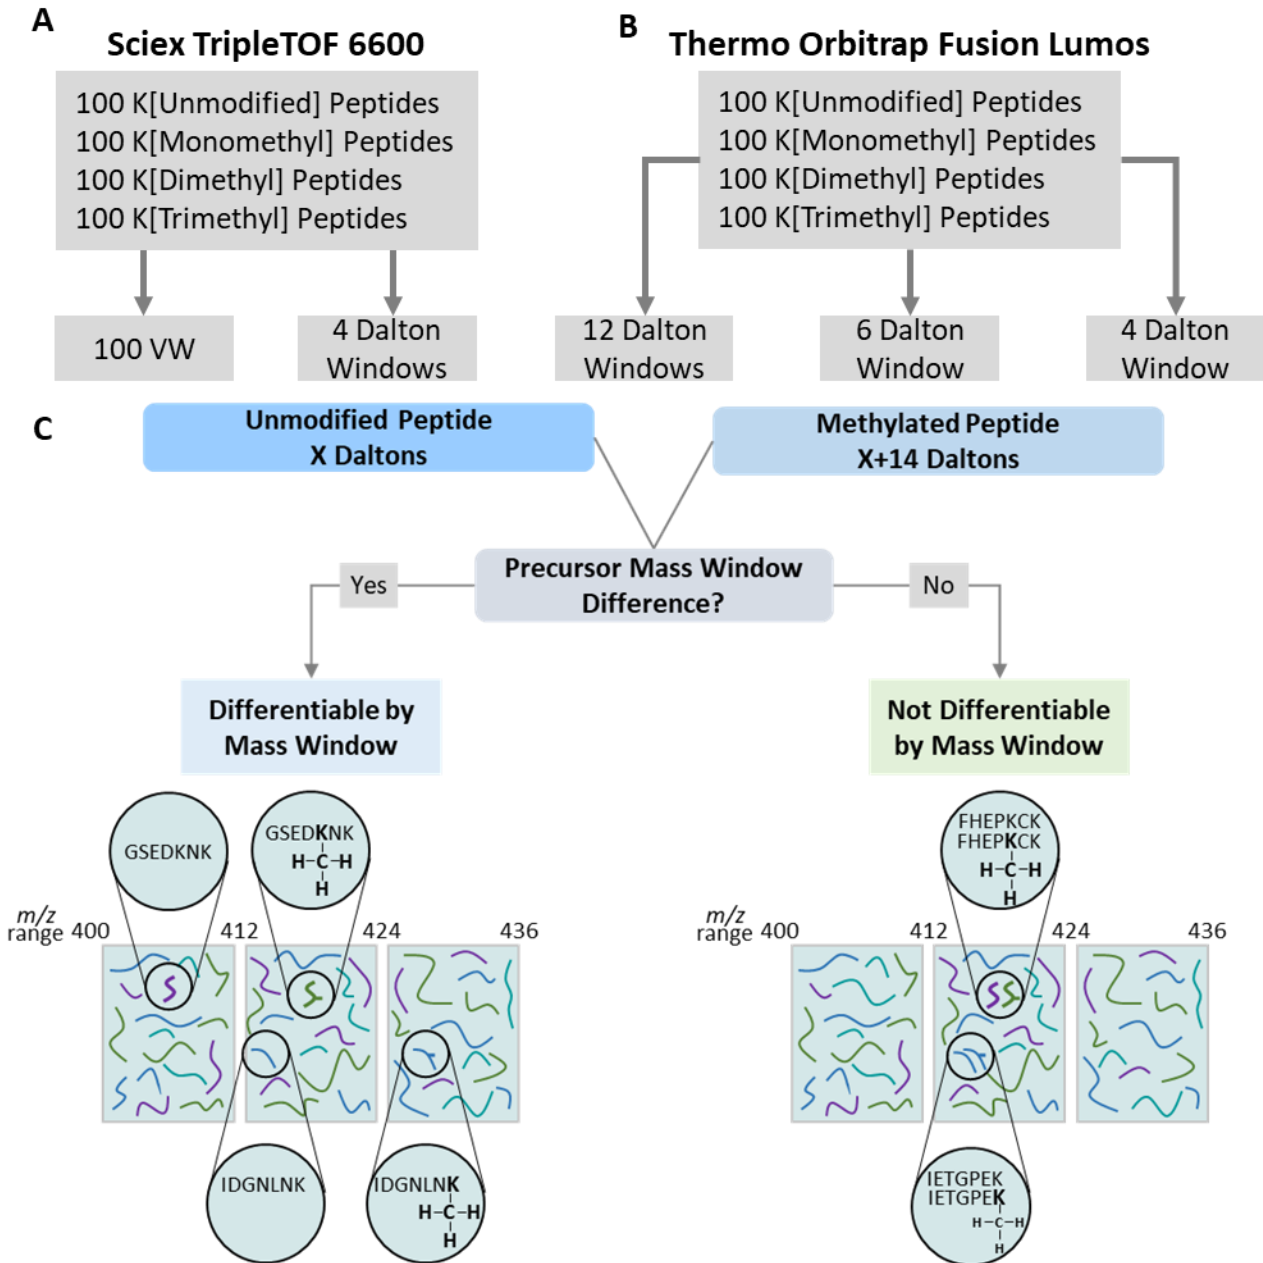 A
Sciex TripleTOF 6600
100 K[Unmodified] Peptides
100 K[Monomethyl] Peptides
100 K[Dimethyl] Peptides
100 K[Trimethyl] Peptides
100 VW
4 Dalton
Windows
B
Thermo Orbitrap Fusion Lumos
100 K[Unmodified] Peptides
100 K[Monomethyl] Peptides
100 K[Dimethyl] Peptides
100 K[Trimethyl] Peptides
12 Dalton
Windows
6 Dalton
Window
4 Dalton
Window
C
Unmodified Peptide
X Daltons
Methylated Peptide
X+14 Daltons
Precursor Mass Window
Difference?
Yes
No
Differentiable by
Mass Window
Not Differentiable
by Mass Window
GSEDKNK
GSEDKNK
H-C-H
H
m/z
range 400 412 424 436
IDGNLNK
IDGNLNK
H-C-H
H
FHEPKCK
FHEPKCK
H-C-H
H
m/z
range 400 412 424 436
IETGPEK
IETGPEK
H-C-H
H